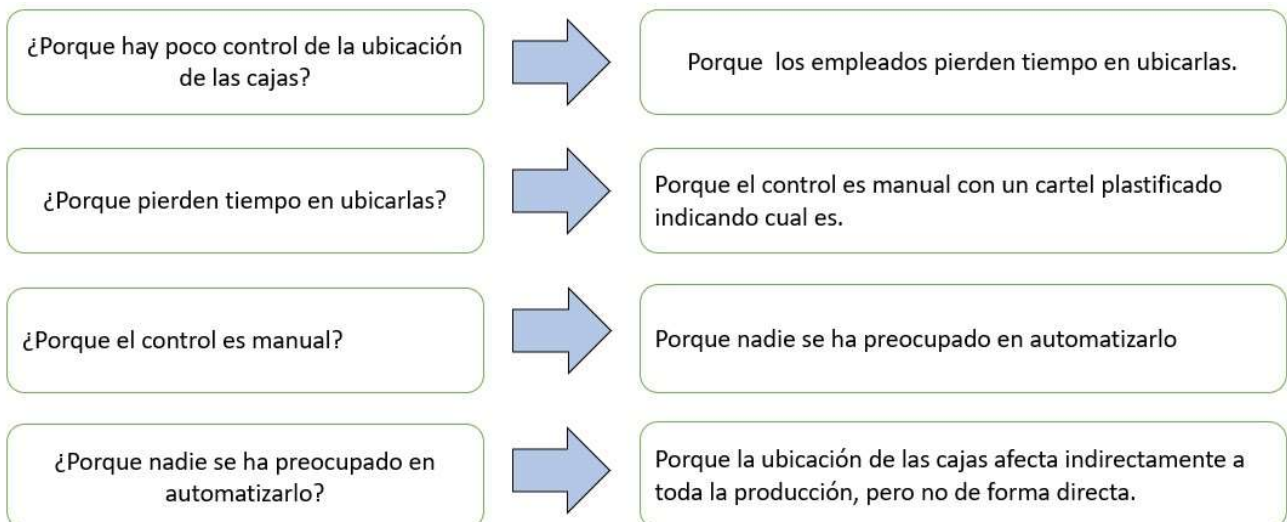 ¿Porque hay poco control de la ubicación
de las cajas?
Porque los empleados pierden tiempo en ubicarlas.
¿Porque pierden tiempo en ubicarlas?
Porque el control es manual con un cartel plastificado
indicando cual es.
¿Porque el control es manual?
Porque nadie se ha preocupado en automatizarlo
¿Porque nadie se ha preocupado en
automatizarlo?
Porque la ubicación de las cajas afecta indirectamente a
toda la producción, pero no de forma directa.